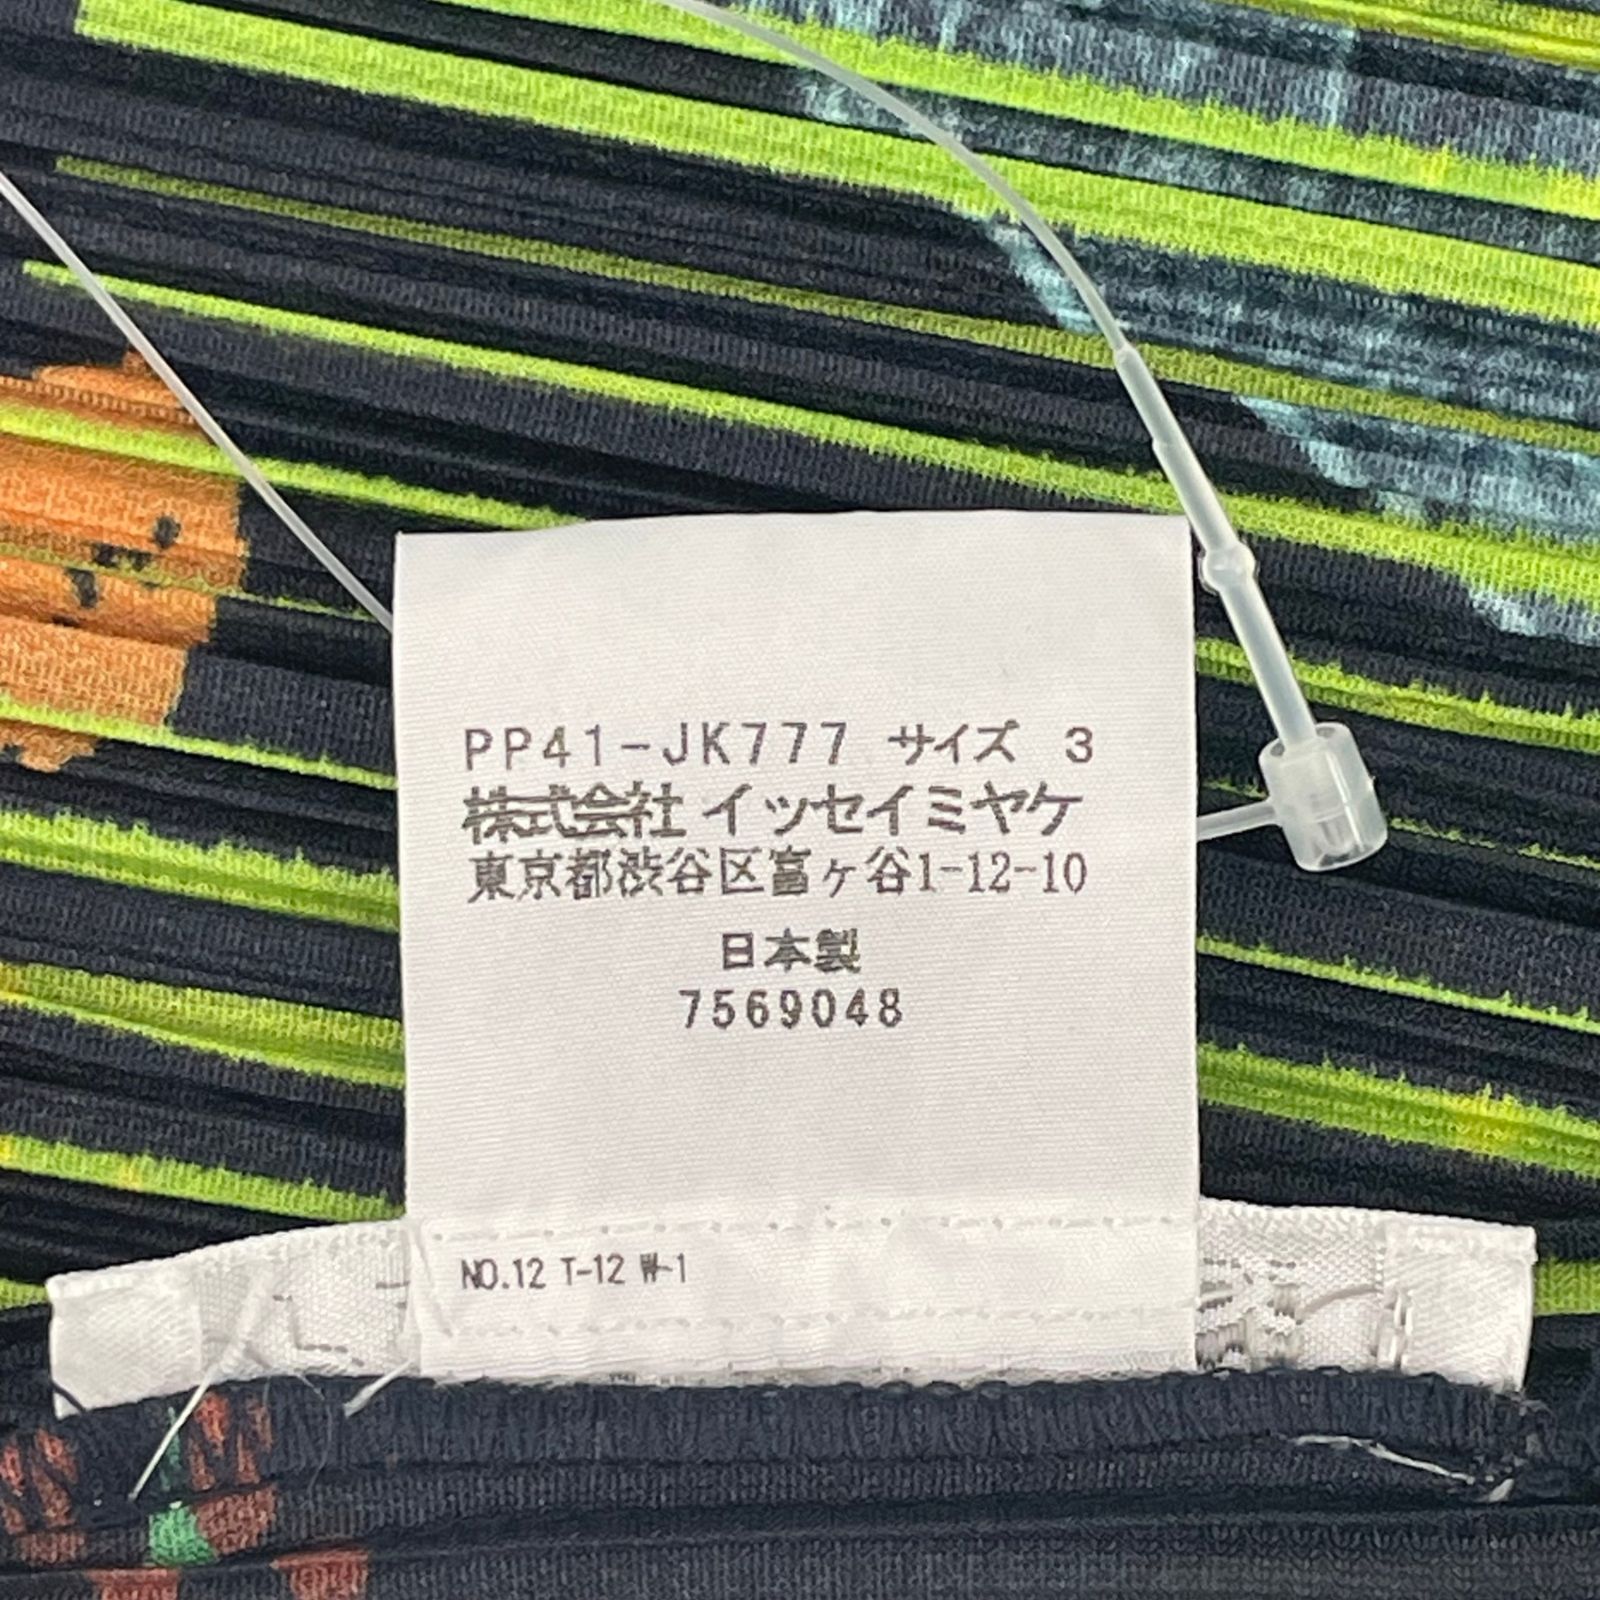 PP41-JK777 サイズ 3
株式会社 イッセイミヤケ
東京都渋谷区富ヶ谷1-12-10
日本製
7569048
NO.12 T-12 W-1